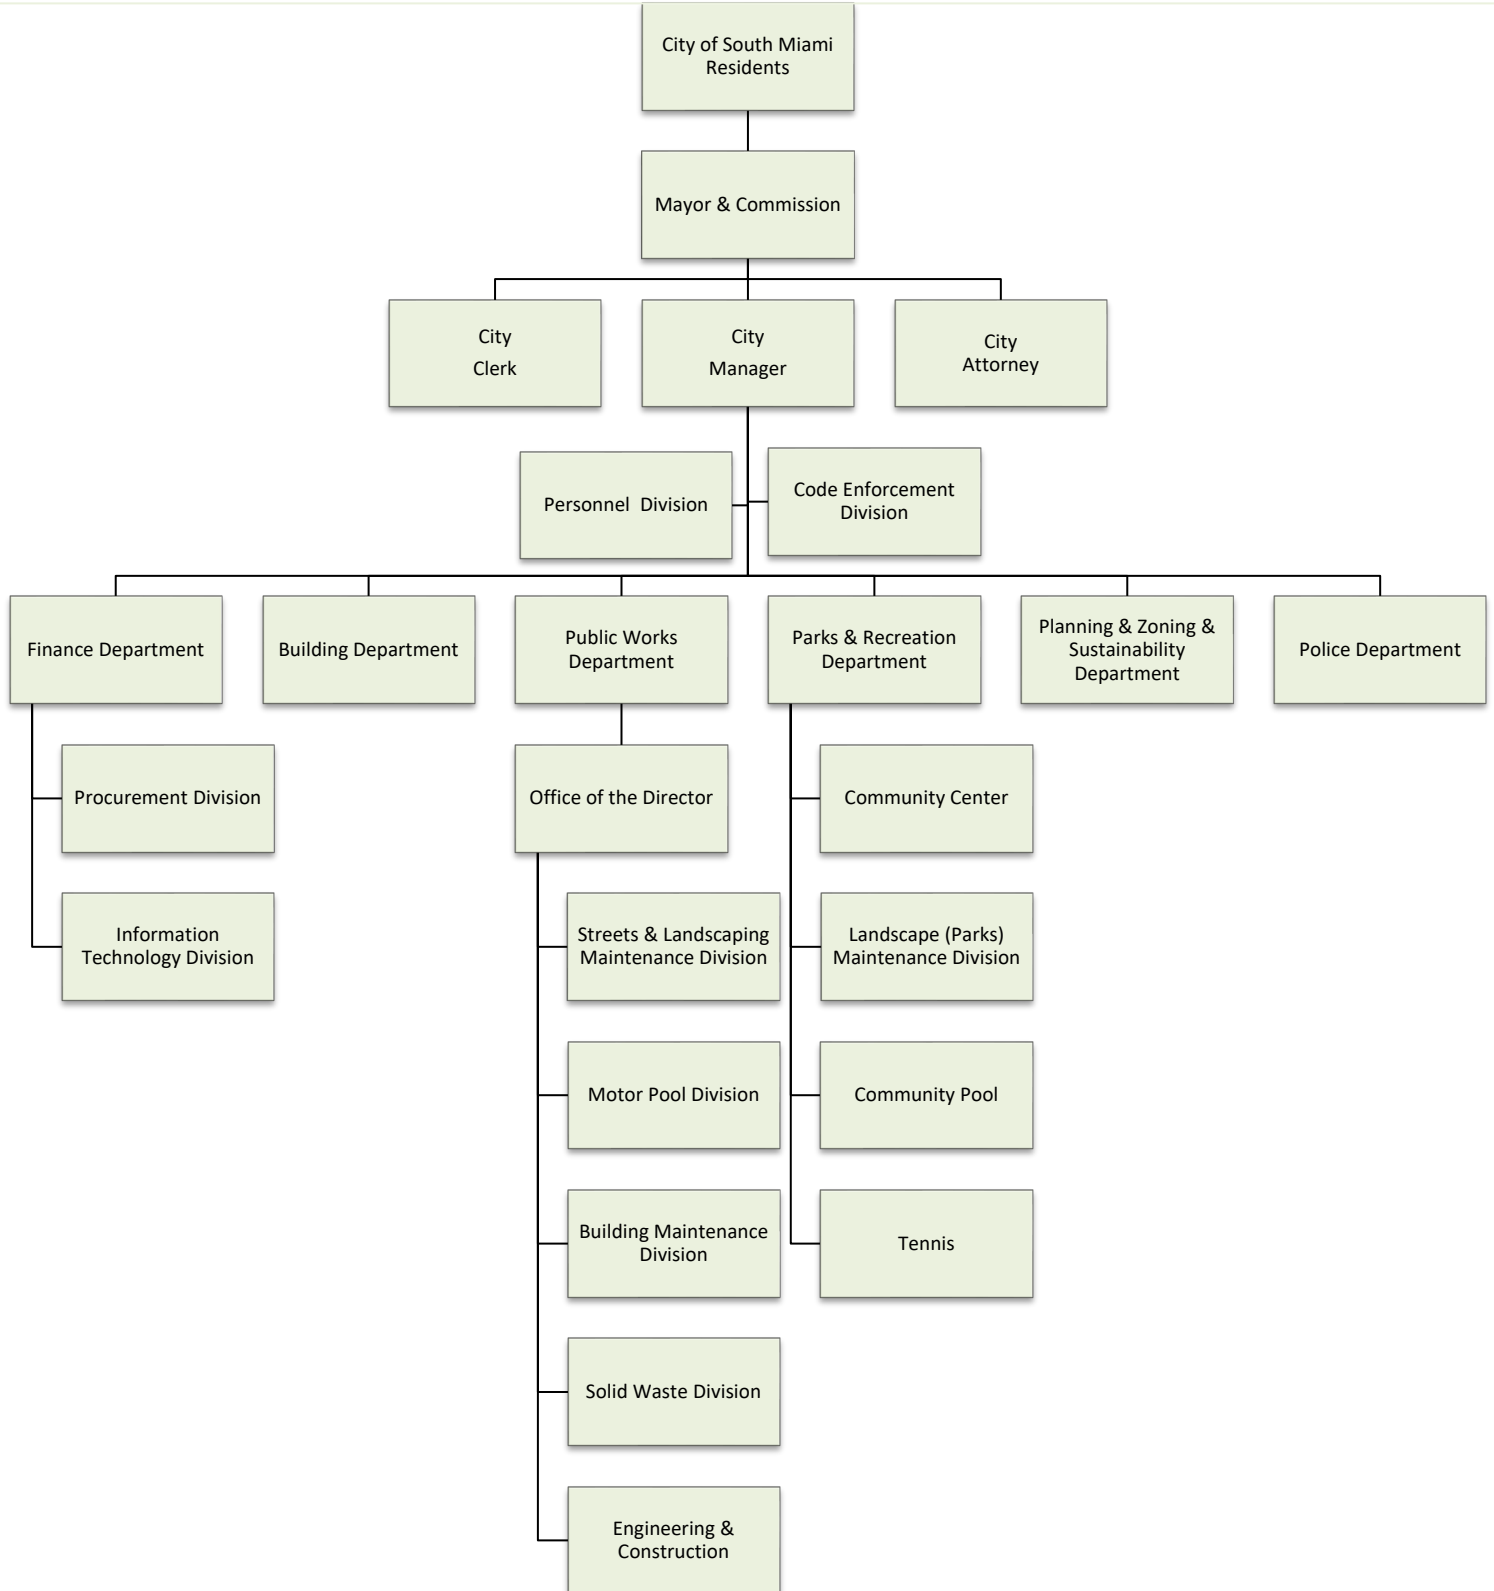 City of South Miami
Residents
Mayor & Commission
City
Clerk
City
Manager
City
Attorney
Personnel  Division
Code Enforcement
Division
Finance Department
Building Department
Public Works
Department
Parks & Recreation
Department
Planning & Zoning &
Sustainability
Department
Police Department
Procurement Division
Office of the Director
Community Center
Information
Technology Division
Streets & Landscaping
Maintenance Division
Landscape (Parks)
Maintenance Division
Motor Pool Division
Community Pool
Building Maintenance
Division
Tennis
Solid Waste Division
Engineering &
Construction